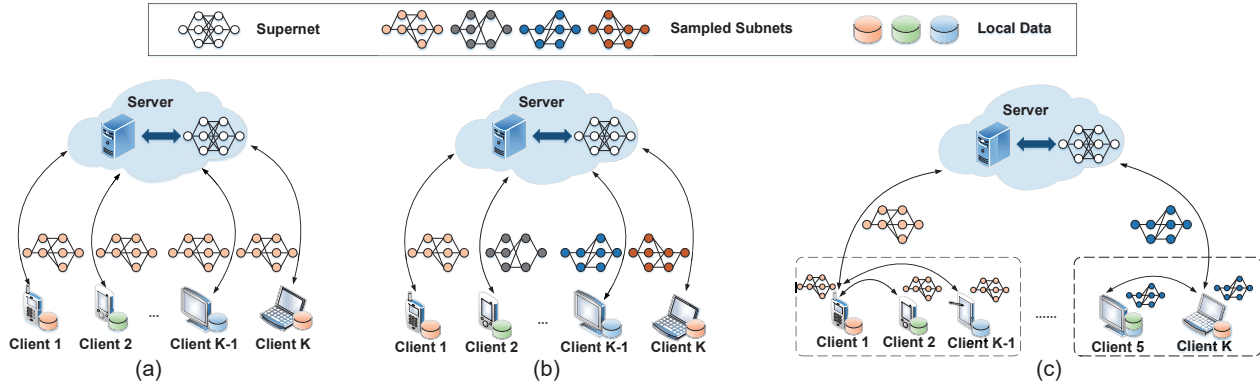 Supernet
Sampled Subnets
Local Data
Server
Client 1
Client 2
...
Client K-1
Client K
(a)
Server
Client 1
Client 2
...
Client K-1
Client K
(b)
Server
Client 1
Client 2
Client K-1
......
Client 5
Client K
(c)